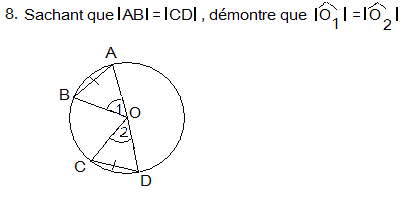 8. Sachant que |AB| = |CD| , démontre que |Ô1| = |Ô2|
A
B
1 O
2
C
D